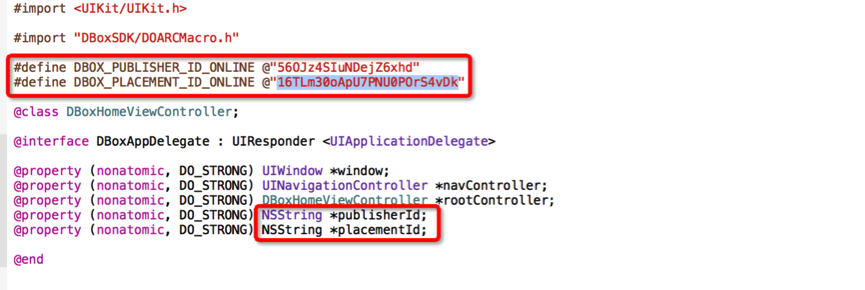 #import <UIKit/UIKit.h>
#import "DBoxSDK/DOARCMacro.h"
#define DBOX_PUBLISHER_ID_ONLINE @"56OJz4SIuNDejZ6xhd"
#define DBOX_PLACEMENT_ID_ONLINE @"16TLm30oApU7PNU0POrS4vDk"
@class DBoxHomeViewController;
@interface DBoxAppDelegate : UIResponder <UIApplicationDelegate>
@property (nonatomic, DO_STRONG) UIWindow *window;
@property (nonatomic, DO_STRONG) UINavigationController *navController;
@property (nonatomic, DO_STRONG) DBoxHomeViewController *rootController;
@property (nonatomic, DO_STRONG) NSString *publisherId;
@property (nonatomic, DO_STRONG) NSString *placementId;
@end